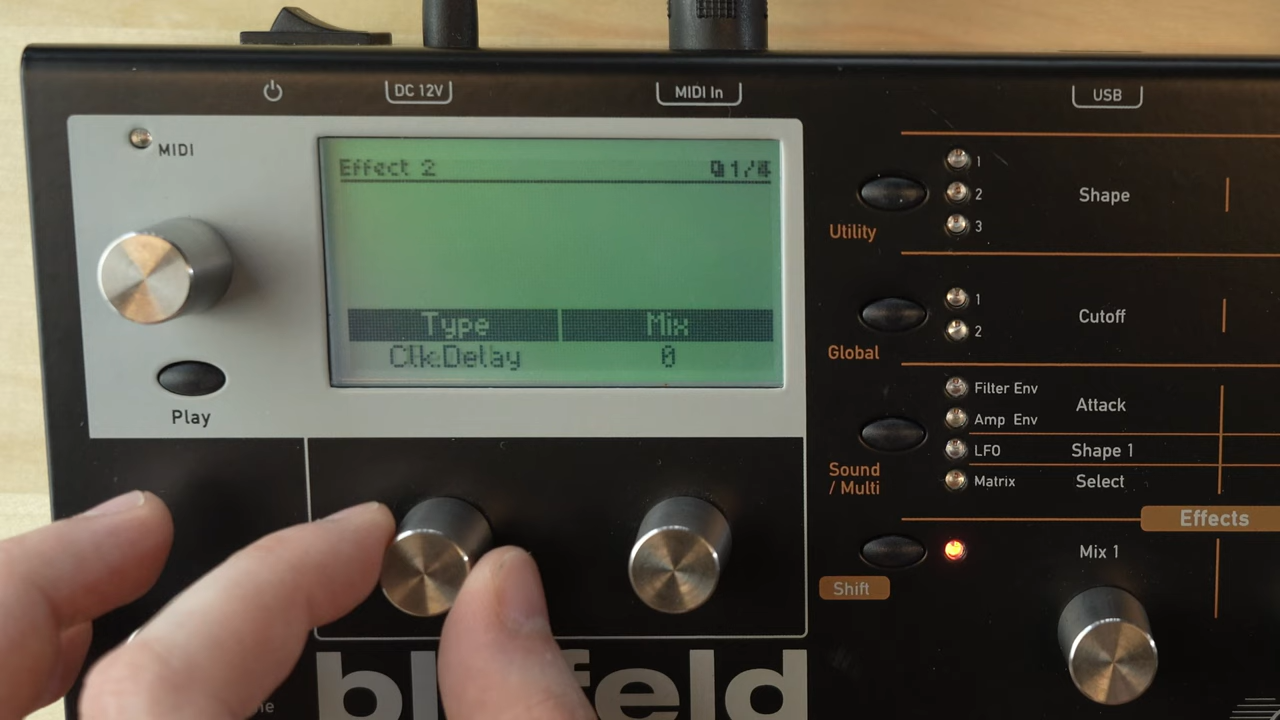 DC 12V
MIDI In
USB
MIDI
Effect 2
1
2
3
Shape
Utility
1
2
Cutoff
Global
Type Mix
Clk.Delay 0
Play
Filter Env
Attack
Amp Env
LFO
Shape 1
Sound
/ Multi
Matrix
Select
Effects
Mix 1
Shift